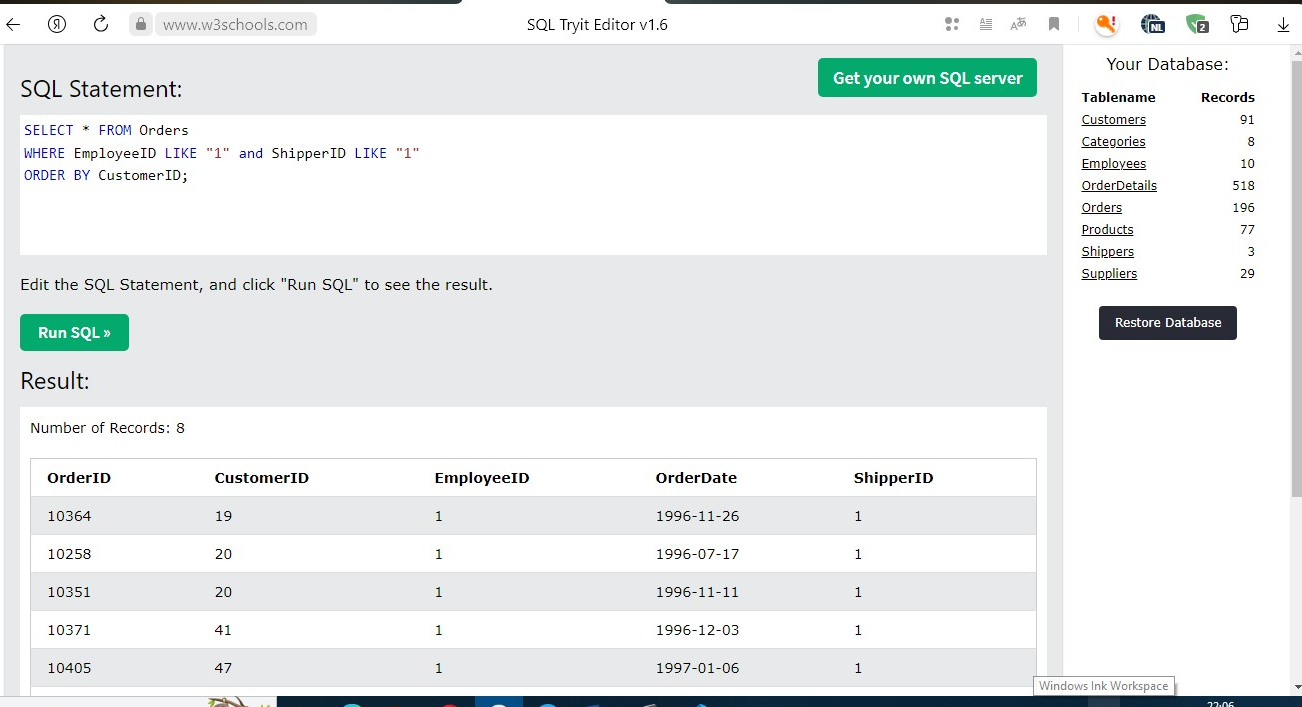 www.w3schools.com
SQL Tryit Editor v1.6
NL
2
SQL Statement:
Get your own SQL server
SELECT * FROM Orders
WHERE EmployeeID LIKE "1" and ShipperID LIKE "1"
ORDER BY CustomerID;
Edit the SQL Statement, and click "Run SQL" to see the result.
Run SQL »
Result:
Number of Records: 8
OrderID CustomerID EmployeeID OrderDate ShipperID
10364 19 1 1996-11-26 1
10258 20 1 1996-07-17 1
10351 20 1 1996-11-11 1
10371 41 1 1996-12-03 1
10405 47 1 1997-01-06 1
Your Database:
Tablename Records
Customers 91
Categories 8
Employees 10
OrderDetails 518
Orders 196
Products 77
Shippers 3
Suppliers 29
Restore Database
Windows Ink Workspace
22:06